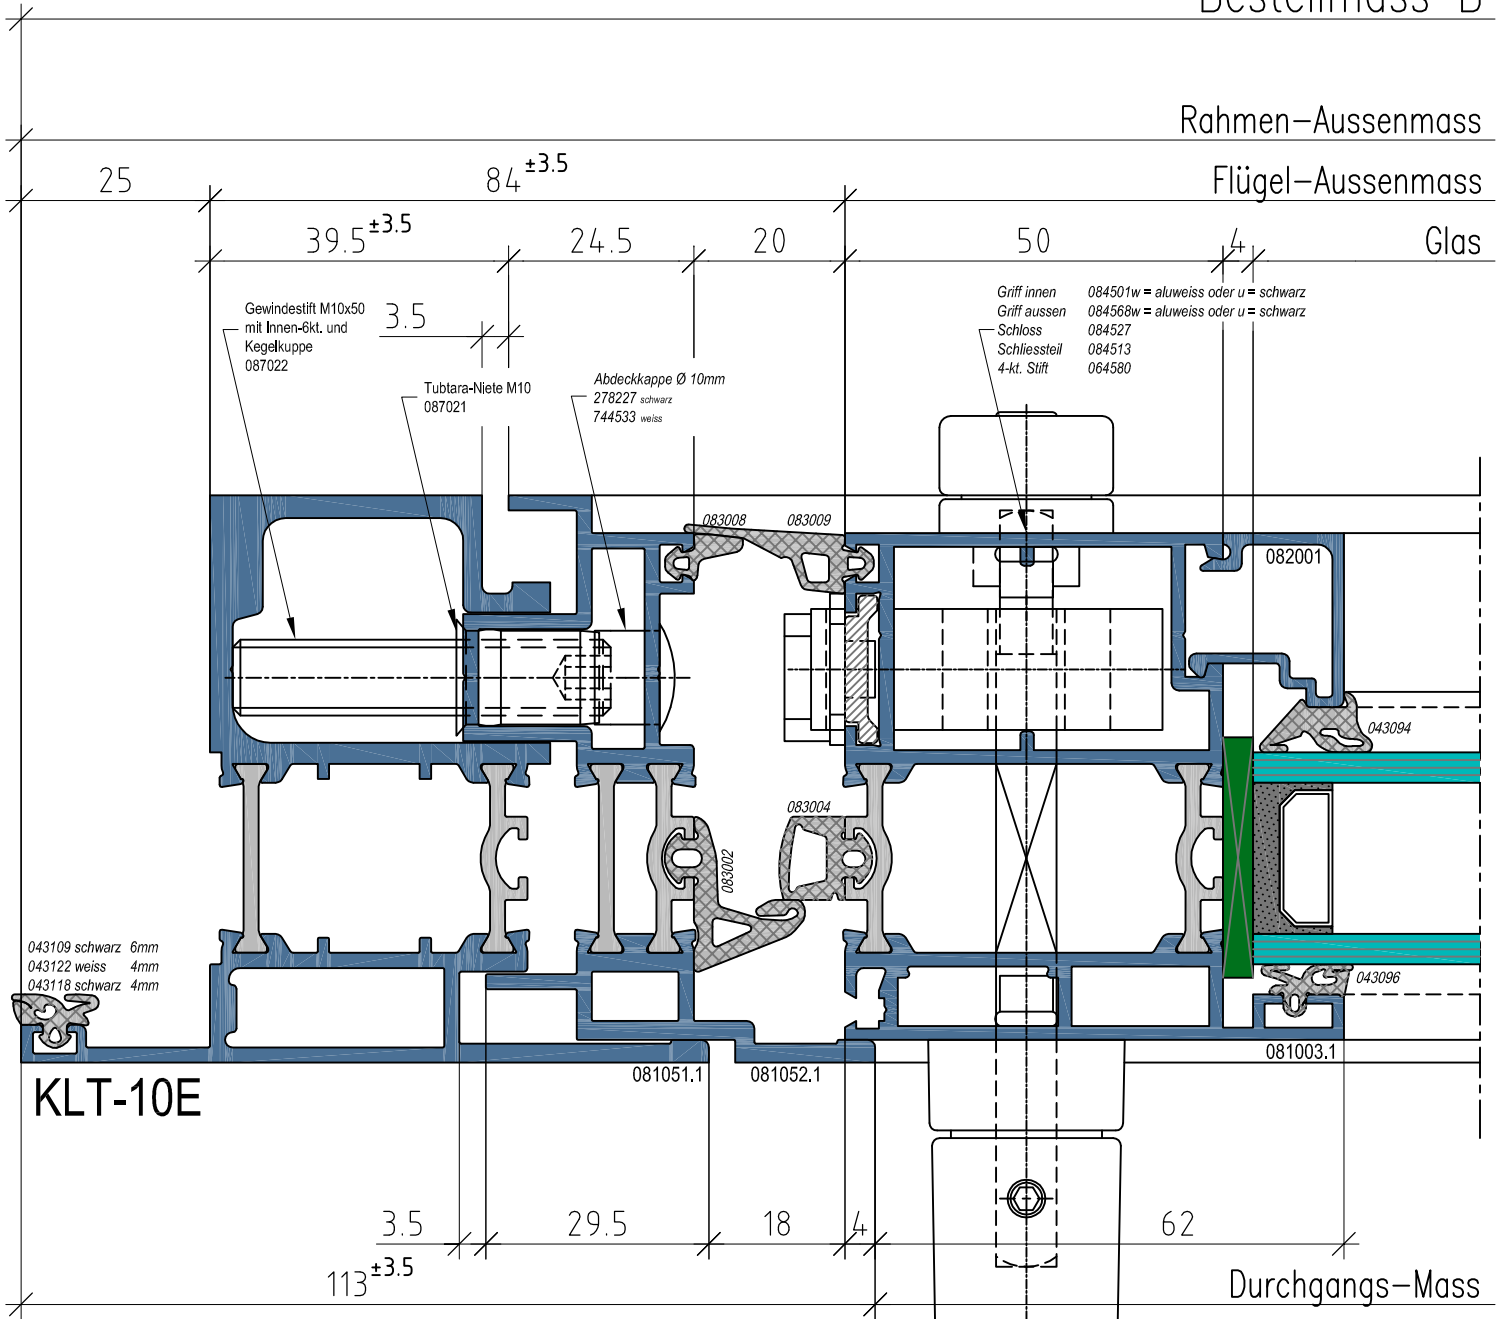 Bestellmass B
Rahmen-Aussenmass
25
84 ±3.5
Flügel-Aussenmass
39.5 ±3.5
24.5
20
50
4
Glas
Gewindestift M10x50
mit Innen-6kt. und
Kegelkuppe
087022
3.5
Tubtara-Niete M10
087021
Abdeckkappe Ø 10mm
278227 schwarz
744533 weiss
Griff innen 084501w = aluweiss oder u = schwarz
Griff aussen 084568w = aluweiss oder u = schwarz
Schloss 084527
Schliessteil 084513
4-kt. Stift 064580
083008
083009
082001
043094
083004
083002
043109 schwarz 6mm
043122 weiss 4mm
043118 schwarz 4mm
043096
081051.1
081052.1
081003.1
KLT-10E
3.5
29.5
18
4
62
113 ±3.5
Durchgangs-Mass